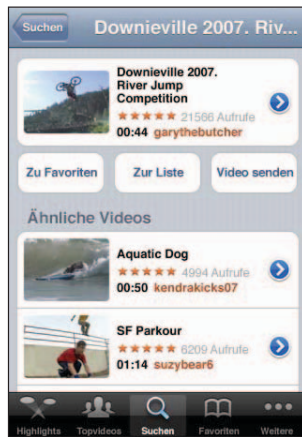 Suchen Downieville 2007. Riv...
Downieville 2007.
River Jump
Competition
21566 Aufrufe
00:44 garythebutcher
Zu Favoriten Zur Liste Video senden
Ähnliche Videos
Aquatic Dog
4994 Aufrufe
00:50 kendrakicks07
SF Parkour
6209 Aufrufe
01:14 suzybear6
Highlights Topvideos Suchen Favoriten Weitere